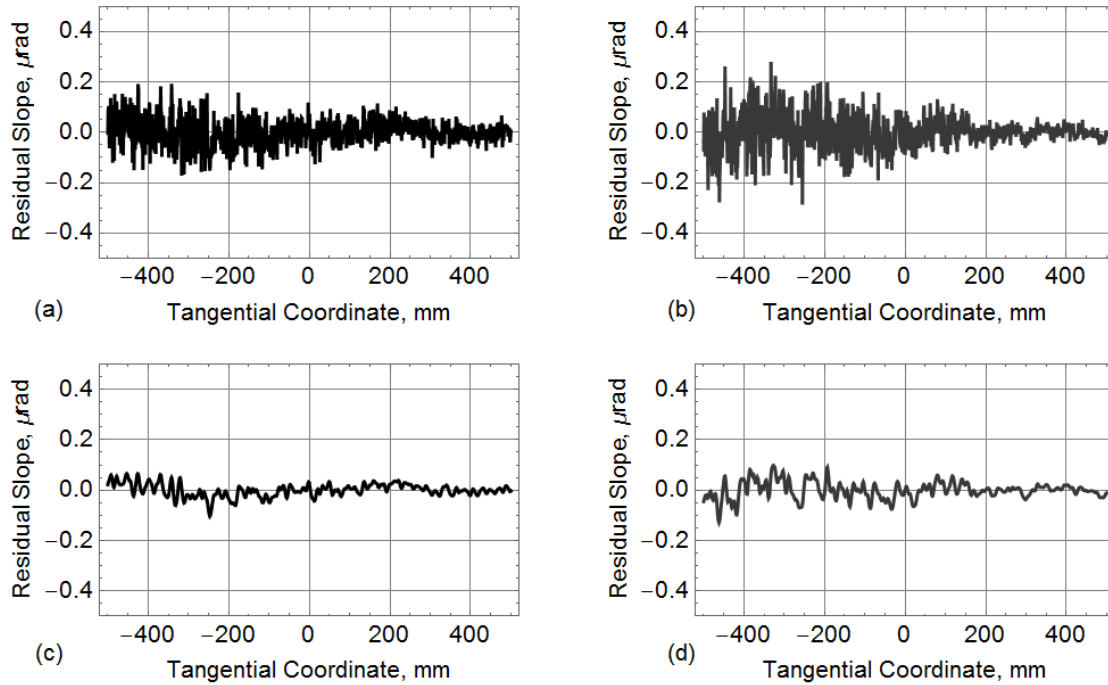 0.4
0.2
0.0
−0.2
−0.4
Residual Slope, μrad
−400 −200 0 200 400
(a) Tangential Coordinate, mm
0.4
0.2
0.0
−0.2
−0.4
Residual Slope, μrad
−400 −200 0 200 400
(b) Tangential Coordinate, mm
0.4
0.2
0.0
−0.2
−0.4
Residual Slope, μrad
−400 −200 0 200 400
(c) Tangential Coordinate, mm
0.4
0.2
0.0
−0.2
−0.4
Residual Slope, μrad
−400 −200 0 200 400
(d) Tangential Coordinate, mm